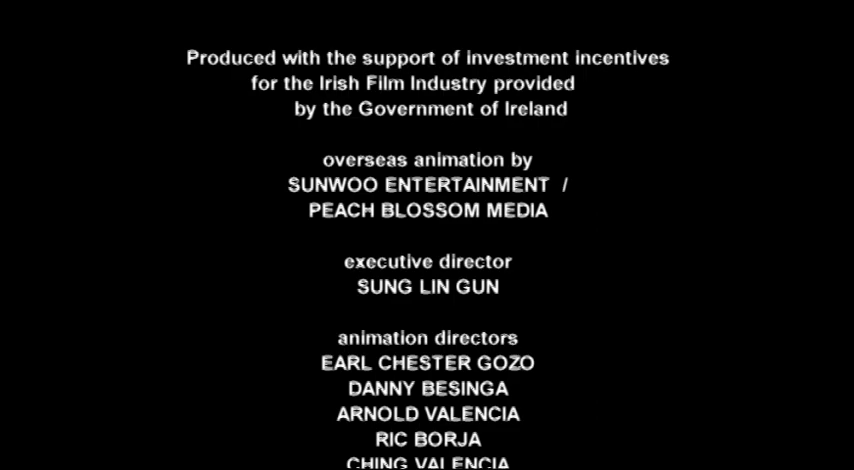 Produced with the support of investment incentives
for the Irish Film Industry provided
by the Government of Ireland
overseas animation by
SUNWOO ENTERTAINMENT /
PEACH BLOSSOM MEDIA
executive director
SUNG LIN GUN
animation directors
EARL CHESTER GOZO
DANNY BESINGA
ARNOLD VALENCIA
RIC BORJA
CHING VALENCIA